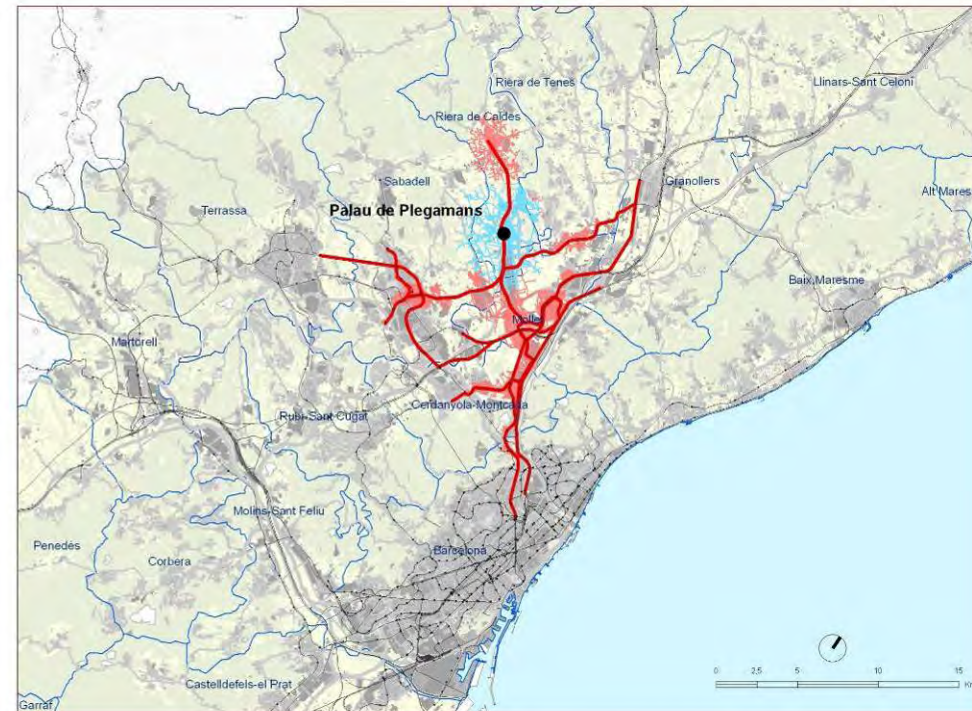 Riera de Tenes
Llinars-Sant Celoni
Riera de Caldes
Sabadell
Granollers
Alt Mares
Terrassa
Palau de Plegamans
Baix Maresme
Mollet
Martorell
Cerdanyola-Montcada
Rubí-Sant Cugat
Molins-Sant Feliu
Penedès
Barcelona
Corbera
Castelldefels-el Prat
Garraf
0 2,5 5 10 15
Km